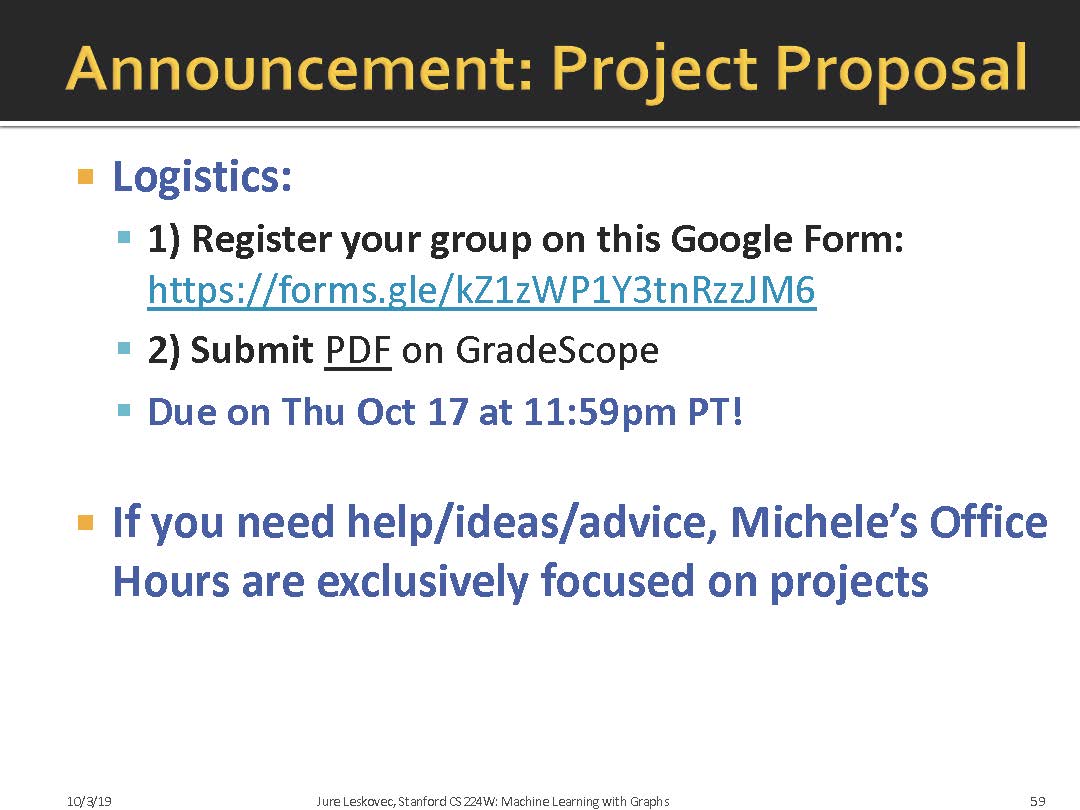 Announcement: Project Proposal
Logistics:
1) Register your group on this Google Form:
https://forms.gle/kZ1zWP1Y3tnRzzJM6
2) Submit PDF on GradeScope
Due on Thu Oct 17 at 11:59pm PT!
If you need help/ideas/advice, Michele’s Office
Hours are exclusively focused on projects
10/3/19
Jure Leskovec, Stanford CS224W: Machine Learning with Graphs
59